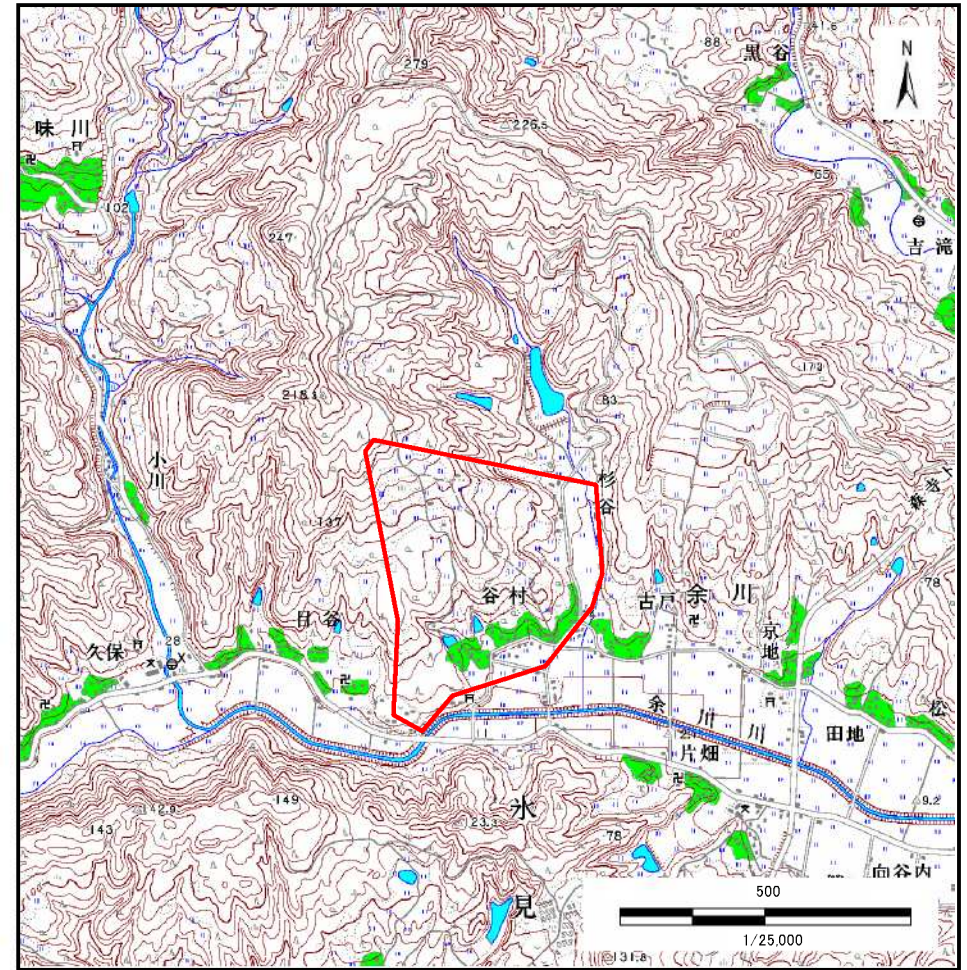 279
88
黒谷
N
味川
226.5
65
102
吉滝
247
173
218.3
83
杉谷
小川
137
谷村
古戸
余川
78
日谷
京地
久保
28
余川川
松
田地
片畑
9.2
氷見
142.9
149
143
123.3
78
向谷内
500
1/25,000
131.8